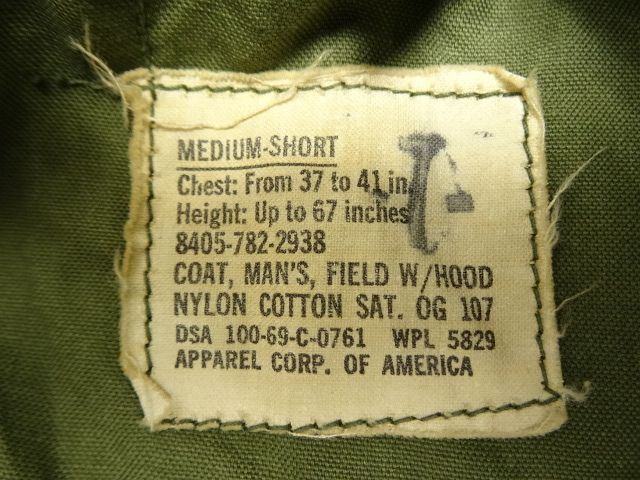 MEDIUM-SHORT
Chest: From 37 to 41 in.
Height: Up to 67 inches
8405-782-2938
COAT, MAN'S, FIELD W/HOOD
NYLON COTTON SAT. OG 107
DSA 100-69-C-0761 WPL 5829
APPAREL CORP. OF AMERICA